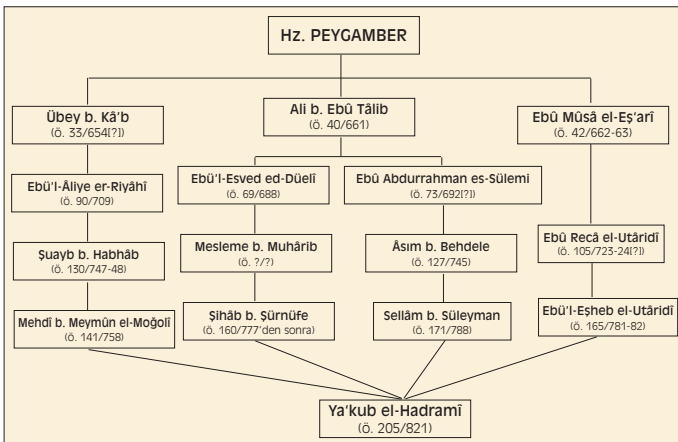 Hz. PEYGAMBER
Übey b. Kâ'b
(ö. 33/654[?])
Ali b. Ebû Tâlib
(ö. 40/661)
Ebû Mûsâ el-Eş'arî
(ö. 42/662-63)
Ebü'l-Âliye er-Riyâhî
(ö. 90/709)
Ebü'l-Esved ed-Düelî
(ö. 69/688)
Ebû Abdurrahman es-Sülemi
(ö. 73/692[?])
Ebû Recâ el-Utâridî
(ö. 105/723-24[?])
Şuayb b. Habhâb
(ö. 130/747-48)
Mesleme b. Muhârib
(ö. ?/?)
Âsım b. Behdele
(ö. 127/745)
Mehdî b. Meymûn el-Moğolî
(ö. 141/758)
Şihâb b. Şürnüfe
(ö. 160/777'den sonra)
Sellâm b. Süleyman
(ö. 171/788)
Ebü'l-Eşheb el-Utâridî
(ö. 165/781-82)
Ya'kub el-Hadramî
(ö. 205/821)